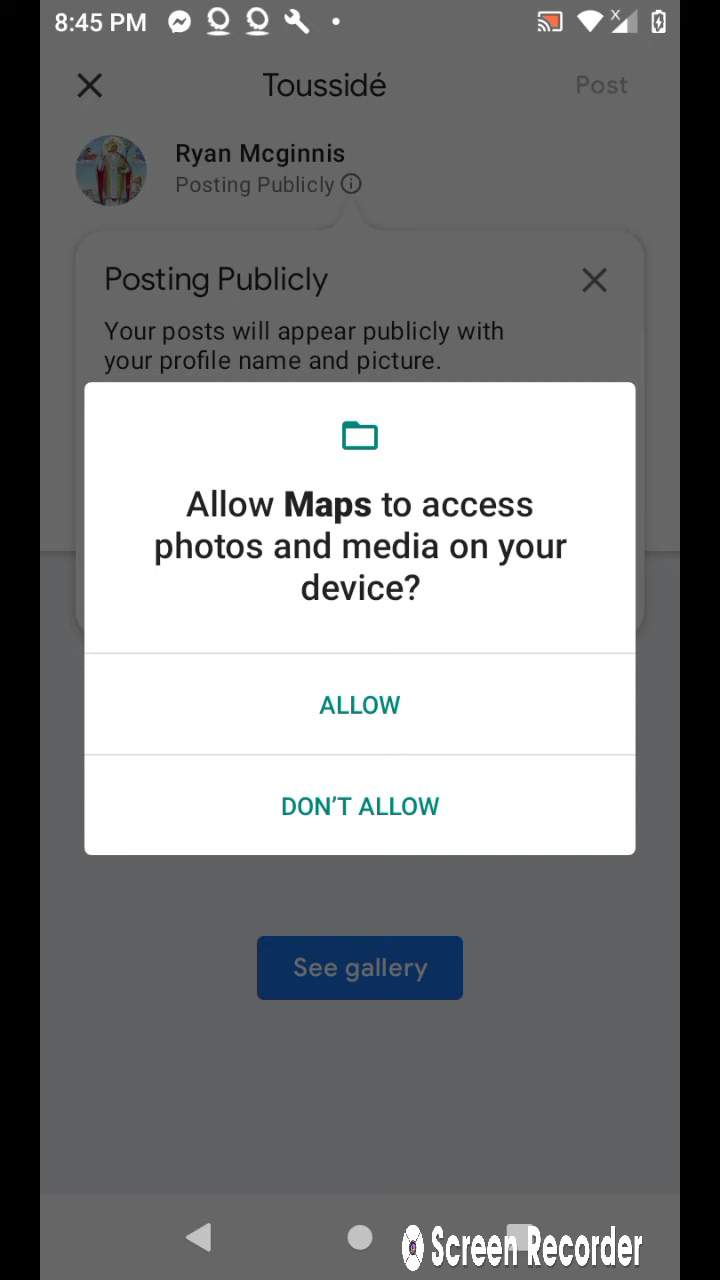 8:45 PM
Toussidé
Post
Ryan Mcginnis
Posting Publicly
Posting Publicly
Your posts will appear publicly with
your profile name and picture.
Allow Maps to access
photos and media on your
device?
ALLOW
DON’T ALLOW
See gallery
Screen Recorder